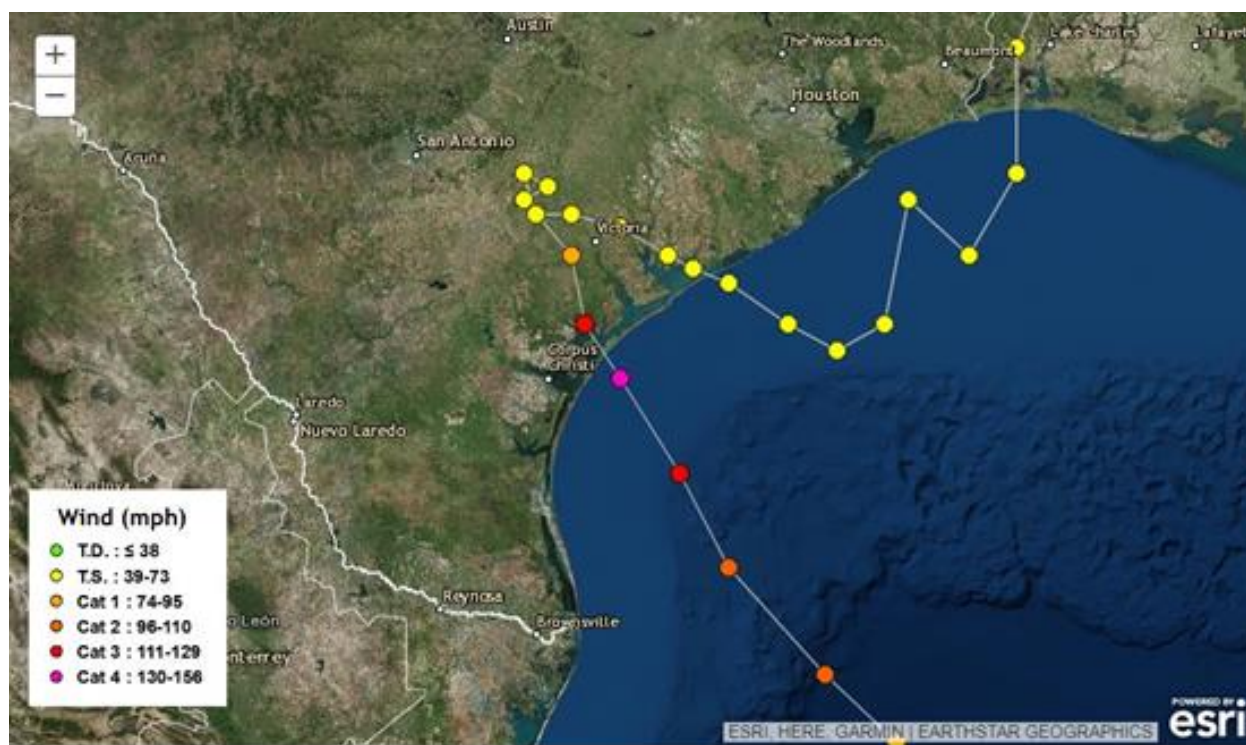 +
Austin
The Woodlands
Beaumont
Lake Charles
Lafayet
Houston
San Antonio
Acuña
Victoria
Corpus
Christi
Laredo
Nuevo Laredo
Wind (mph)
T.D. : ≤ 38
T.S. : 39-73
Cat 1 : 74-95
Cat 2 : 96-110
Cat 3 : 111-129
Cat 4 : 130-156
Reynosa
Brownsville
o León
onterrey
POWERED BY
esri
ESRI, HERE, GARMIN | EARTHSTAR GEOGRAPHICS